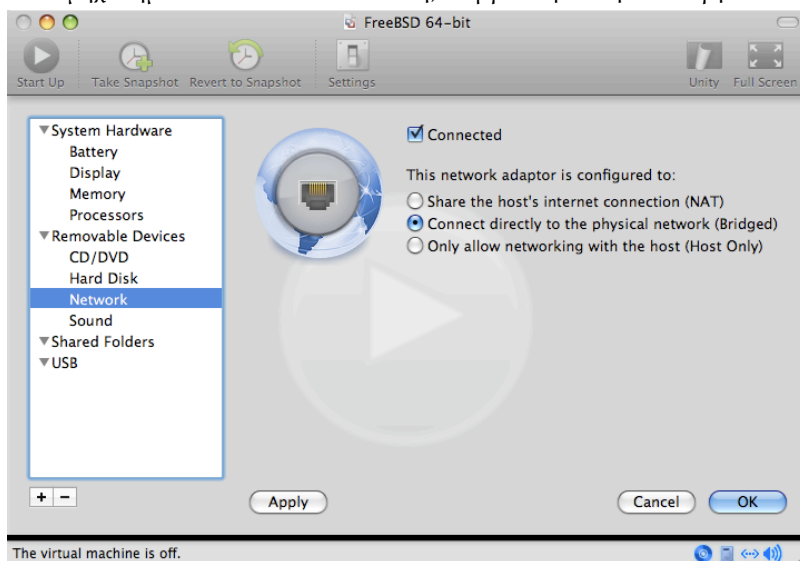 FreeBSD 64-bit
Start Up Take Snapshot Revert to Snapshot Settings Unity Full Screen
System Hardware
Battery
Display
Memory
Processors
Removable Devices
CD/DVD
Hard Disk
Network
Sound
Shared Folders
USB
Connected
This network adaptor is configured to:
Share the host's internet connection (NAT)
Connect directly to the physical network (Bridged)
Only allow networking with the host (Host Only)
+ −
Apply Cancel OK
The virtual machine is off.